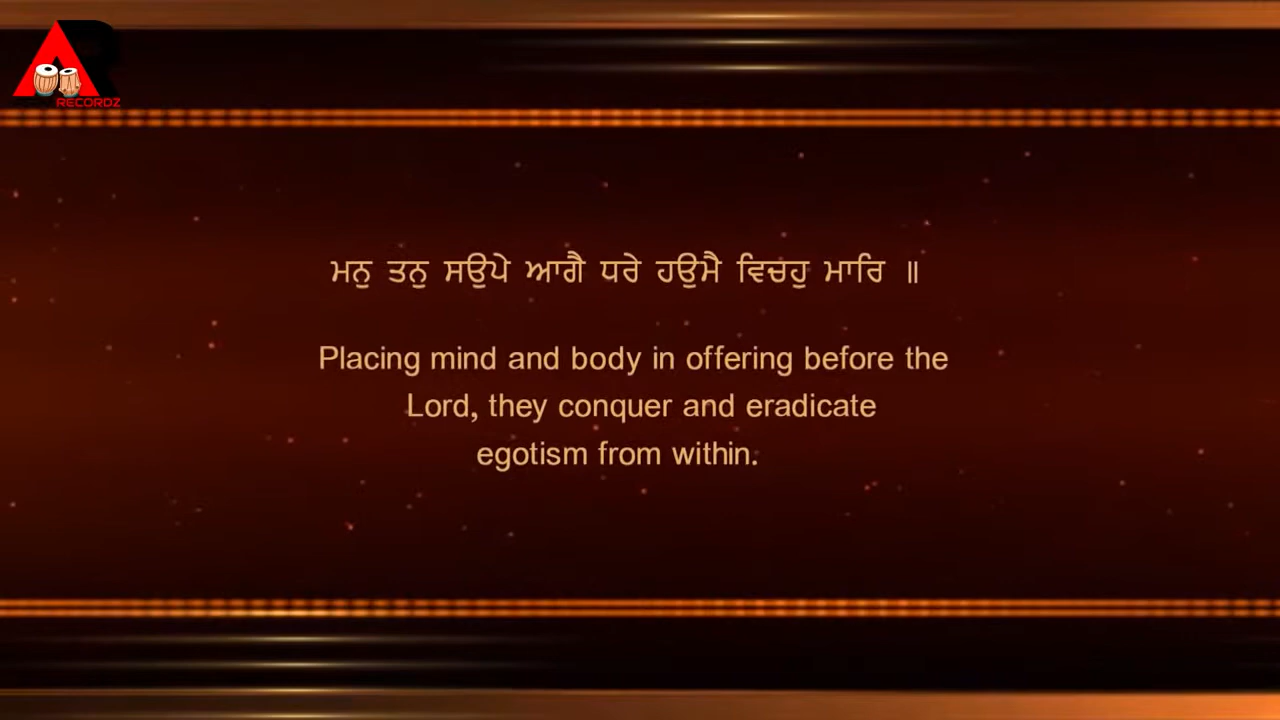 RECORDZ
ਮਨੁ ਤਨੁ ਸਉਪੇ ਆਗੈ ਧਰੇ ਹਉਮੈ ਵਿਚਹੁ ਮਾਰਿ ॥
Placing mind and body in offering before the
Lord, they conquer and eradicate
egotism from within.